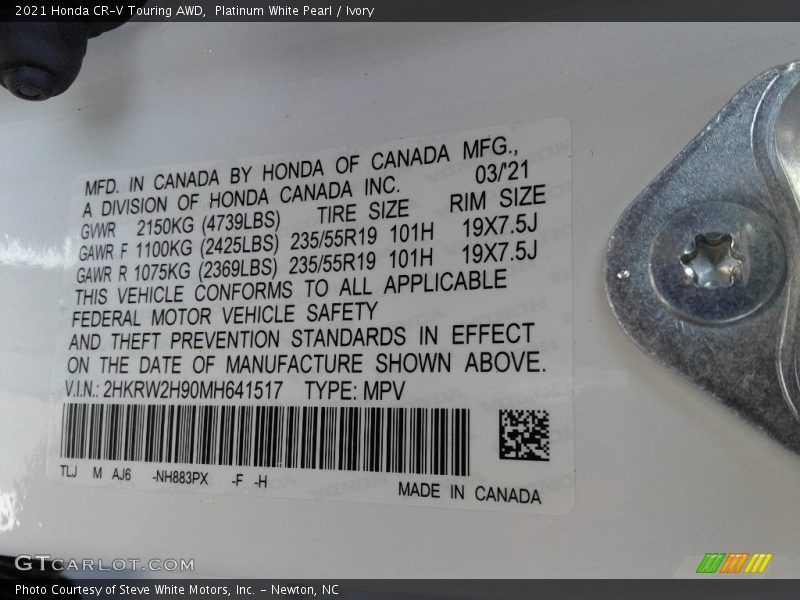 2021 Honda CR-V Touring AWD,  Platinum White Pearl / Ivory
MFD. IN CANADA BY HONDA OF CANADA MFG.,
A DIVISION OF HONDA CANADA INC. 03/'21
GVWR 2150KG (4739LBS) TIRE SIZE RIM SIZE
GAWR F 1100KG (2425LBS) 235/55R19 101H 19X7.5J
GAWR R 1075KG (2369LBS) 235/55R19 101H 19X7.5J
THIS VEHICLE CONFORMS TO ALL APPLICABLE
FEDERAL MOTOR VEHICLE SAFETY
AND THEFT PREVENTION STANDARDS IN EFFECT
ON THE DATE OF MANUFACTURE SHOWN ABOVE.
V.I.N.: 2HKRW2H90MH641517 TYPE: MPV
TLJ M AJ6 -NH883PX -F -H
MADE IN CANADA
GTCARLOT.COM
Photo Courtesy of Steve White Motors, Inc. - Newton, NC